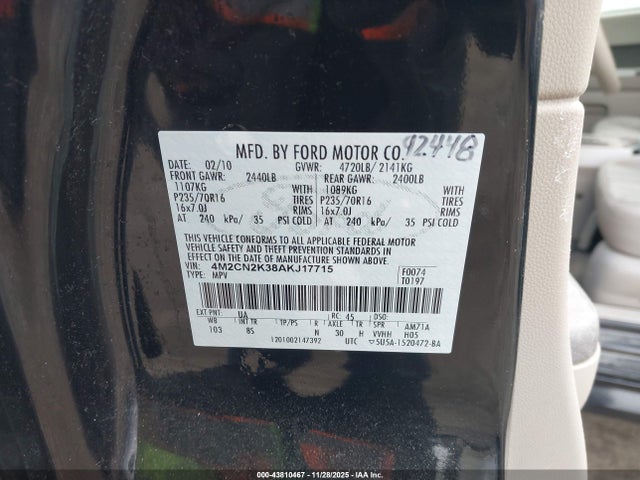 92448
MFD. BY FORD MOTOR CO.
DATE: 02/10 GVWR: 4720LB/ 2141KG
FRONT GAWR: 2440LB REAR GAWR: 2400LB
1107KG WITH 1089KG WITH
P235/70R16 TIRES P235/70R16 TIRES
16x7.0J RIMS 16x7.0J RIMS
AT 240 kPa/ 35 PSI COLD AT 240 kPa/ 35 PSI COLD
THIS VEHICLE CONFORMS TO ALL APPLICABLE FEDERAL MOTOR
VEHICLE SAFETY AND THEFT PREVENTION STANDARDS IN
EFFECT ON THE DATE OF MANUFACTURE SHOWN ABOVE.
VIN: 4M2CN2K38AKJ17715 F0074
TYPE: MPV T0197
EXT PNT: UA RC: 45 DSO:
WB INT TR TP/PS R AXLE TR SPR AM71A
103 8S N 30 H VVHH H05
1201002147392 UTC 5U5A-1520472-BA
000-43810467 - 11/28/2025 - IAA